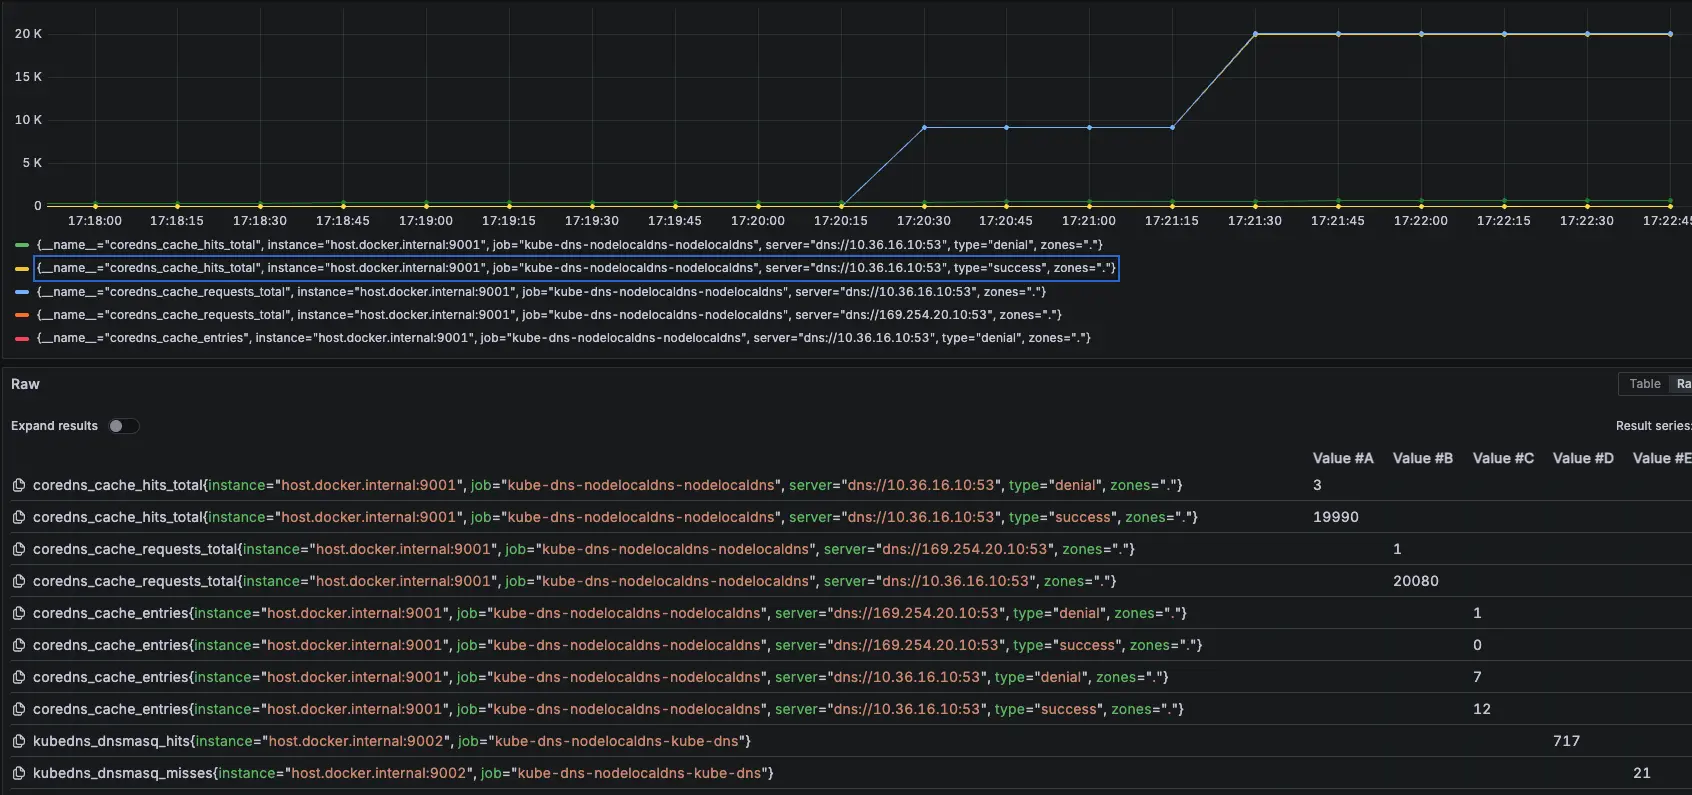 20 K
15 K
10 K
5 K
0
17:18:00 17:18:15 17:18:30 17:18:45 17:19:00 17:19:15 17:19:30 17:19:45 17:20:00 17:20:15 17:20:30 17:20:45 17:21:00 17:21:15 17:21:30 17:21:45 17:22:00 17:22:15 17:22:30 17:22:45
{__name__="coredns_cache_hits_total", instance="host.docker.internal:9001", job="kube-dns-nodelocaldns-nodelocaldns", server="dns://10.36.16.10:53", type="denial", zones="."}
{__name__="coredns_cache_hits_total", instance="host.docker.internal:9001", job="kube-dns-nodelocaldns-nodelocaldns", server="dns://10.36.16.10:53", type="success", zones="."}
{__name__="coredns_cache_requests_total", instance="host.docker.internal:9001", job="kube-dns-nodelocaldns-nodelocaldns", server="dns://10.36.16.10:53", zones="."}
{__name__="coredns_cache_requests_total", instance="host.docker.internal:9001", job="kube-dns-nodelocaldns-nodelocaldns", server="dns://169.254.20.10:53", zones="."}
{__name__="coredns_cache_entries", instance="host.docker.internal:9001", job="kube-dns-nodelocaldns-nodelocaldns", server="dns://10.36.16.10:53", type="denial", zones="."}
Raw Table Ra
Expand results Result series:
Value #A Value #B Value #C Value #D Value #E
coredns_cache_hits_total{instance="host.docker.internal:9001", job="kube-dns-nodelocaldns-nodelocaldns", server="dns://10.36.16.10:53", type="denial", zones="."} 3
coredns_cache_hits_total{instance="host.docker.internal:9001", job="kube-dns-nodelocaldns-nodelocaldns", server="dns://10.36.16.10:53", type="success", zones="."} 19990
coredns_cache_requests_total{instance="host.docker.internal:9001", job="kube-dns-nodelocaldns-nodelocaldns", server="dns://169.254.20.10:53", zones="."} 1
coredns_cache_requests_total{instance="host.docker.internal:9001", job="kube-dns-nodelocaldns-nodelocaldns", server="dns://10.36.16.10:53", zones="."} 20080
coredns_cache_entries{instance="host.docker.internal:9001", job="kube-dns-nodelocaldns-nodelocaldns", server="dns://169.254.20.10:53", type="denial", zones="."} 1
coredns_cache_entries{instance="host.docker.internal:9001", job="kube-dns-nodelocaldns-nodelocaldns", server="dns://169.254.20.10:53", type="success", zones="."} 0
coredns_cache_entries{instance="host.docker.internal:9001", job="kube-dns-nodelocaldns-nodelocaldns", server="dns://10.36.16.10:53", type="denial", zones="."} 7
coredns_cache_entries{instance="host.docker.internal:9001", job="kube-dns-nodelocaldns-nodelocaldns", server="dns://10.36.16.10:53", type="success", zones="."} 12
kubedns_dnsmasq_hits{instance="host.docker.internal:9002", job="kube-dns-nodelocaldns-kube-dns"} 717
kubedns_dnsmasq_misses{instance="host.docker.internal:9002", job="kube-dns-nodelocaldns-kube-dns"} 21